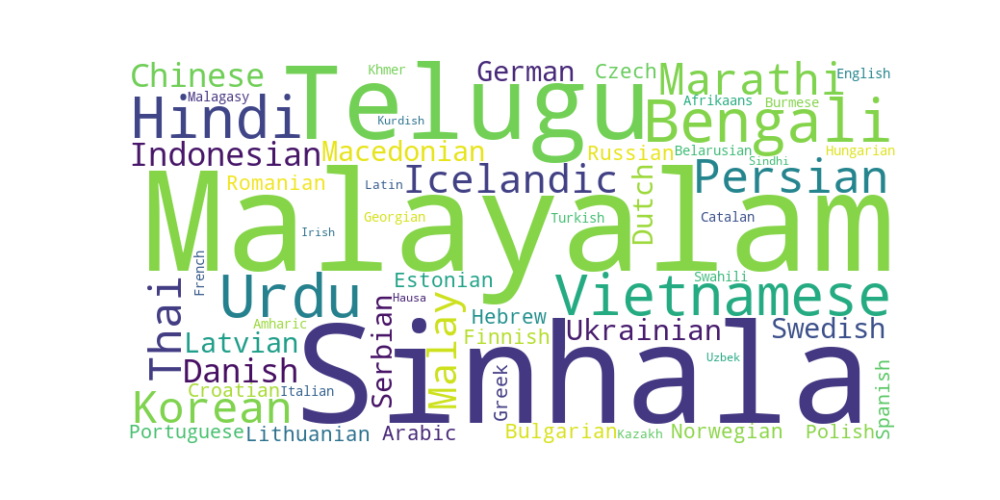 Chinese
Telugu
Khmer
German
Czech
Marathi
English
Malagasy
Hindi
Kurdish
Afrikaans
Burmese
Bengali
Indonesian
Macedonian
Russian
Belarusian
Sindhi
Hungarian
Romanian
Latin
Icelandic
Dutch
Persian
Malayalam
Georgian
Irish
Turkish
Catalan
French
Thai
Urdu
Estonian
Hausa
Swahili
Vietnamese
Amharic
Latvian
Serbian
Malay
Hebrew
Finnish
Ukrainian
Swedish
Danish
Sinhala
Uzbek
Croatian
Italian
Greek
Spanish
Korean
Portuguese
Lithuanian
Arabic
Bulgarian
Kazakh
Norwegian
Polish